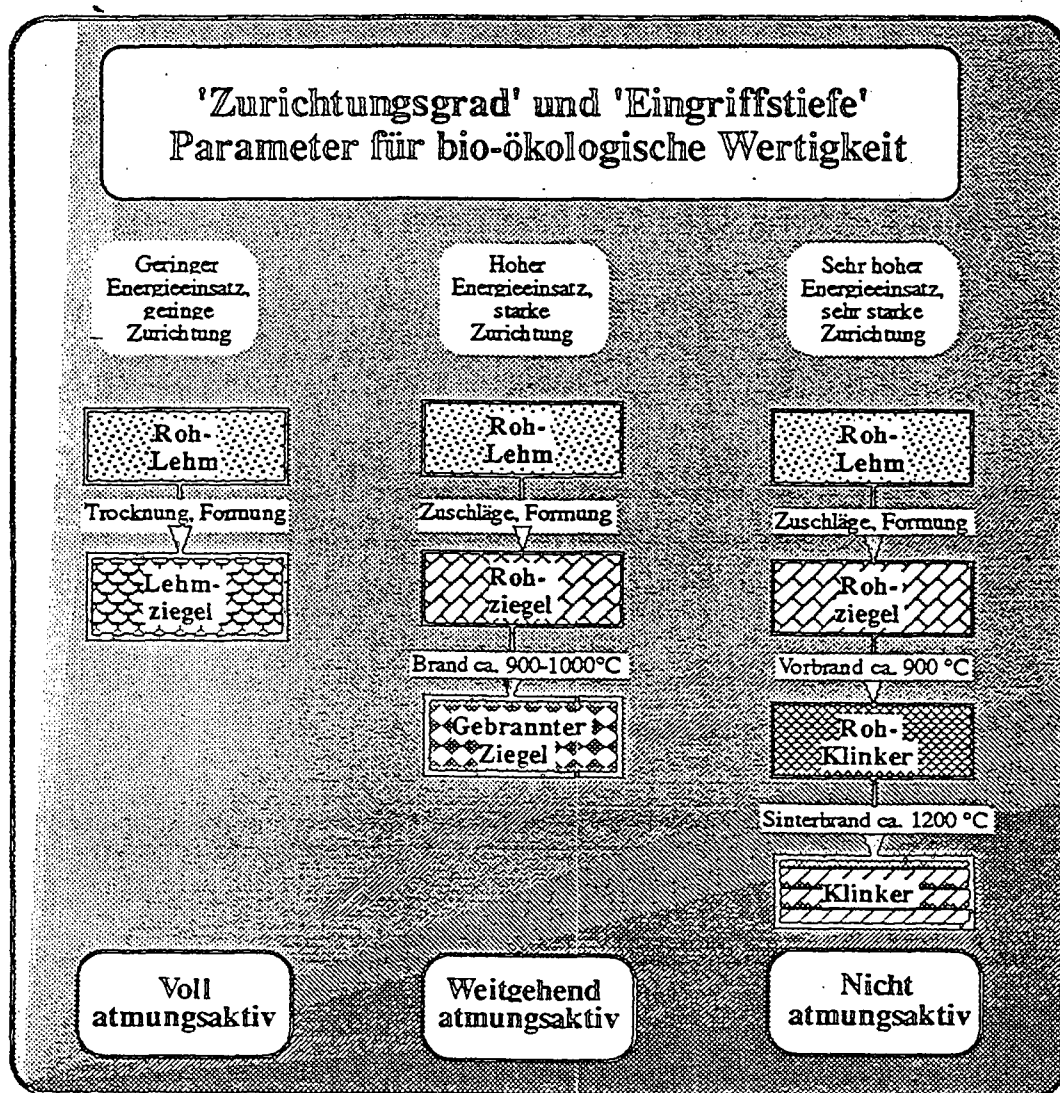 'Zurichtungsgrad' und 'Eingriffstiefe'
Parameter für bio-ökologische Wertigkeit
Geringer
Energieeinsatz,
geringe
Zurichtung
Roh-
Lehm
Trocknung, Formung
Lehm-
ziegel
Voll
atmungsaktiv
Hoher
Energieeinsatz,
starke
Zurichtung
Roh-
Lehm
Zuschläge, Formung
Roh-
ziegel
Brand ca. 900-1000°C
Gebrannter
Ziegel
Weitgehend
atmungsaktiv
Sehr hoher
Energieeinsatz,
sehr starke
Zurichtung
Roh-
Lehm
Zuschläge, Formung
Roh-
ziegel
Vorbrand ca. 900 °C
Roh-
Klinker
Sinterbrand ca. 1200 °C
Klinker
Nicht
atmungsaktiv